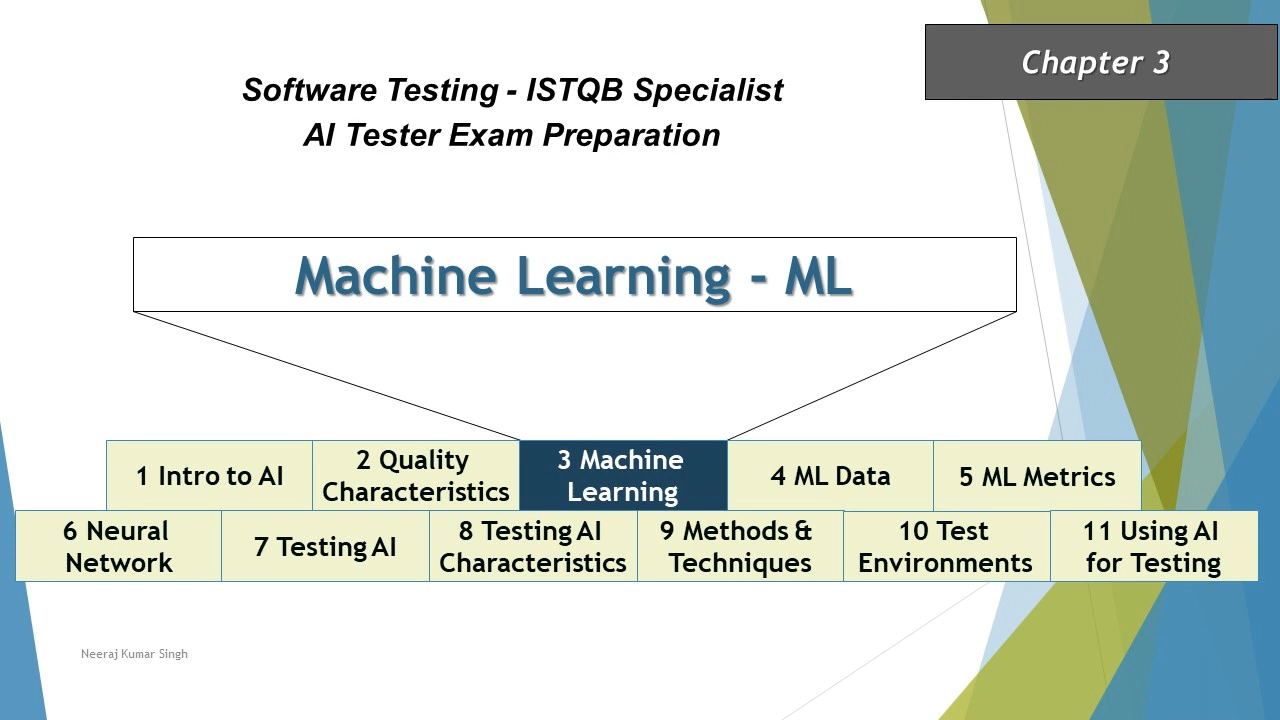 Chapter 3
Software Testing - ISTQB Specialist
AI Tester Exam Preparation
Machine Learning - ML
1 Intro to AI
2 Quality
Characteristics
3 Machine
Learning
4 ML Data
5 ML Metrics
6 Neural
Network
7 Testing AI
8 Testing AI
Characteristics
9 Methods &
Techniques
10 Test
Environments
11 Using AI
for Testing
Neeraj Kumar Singh